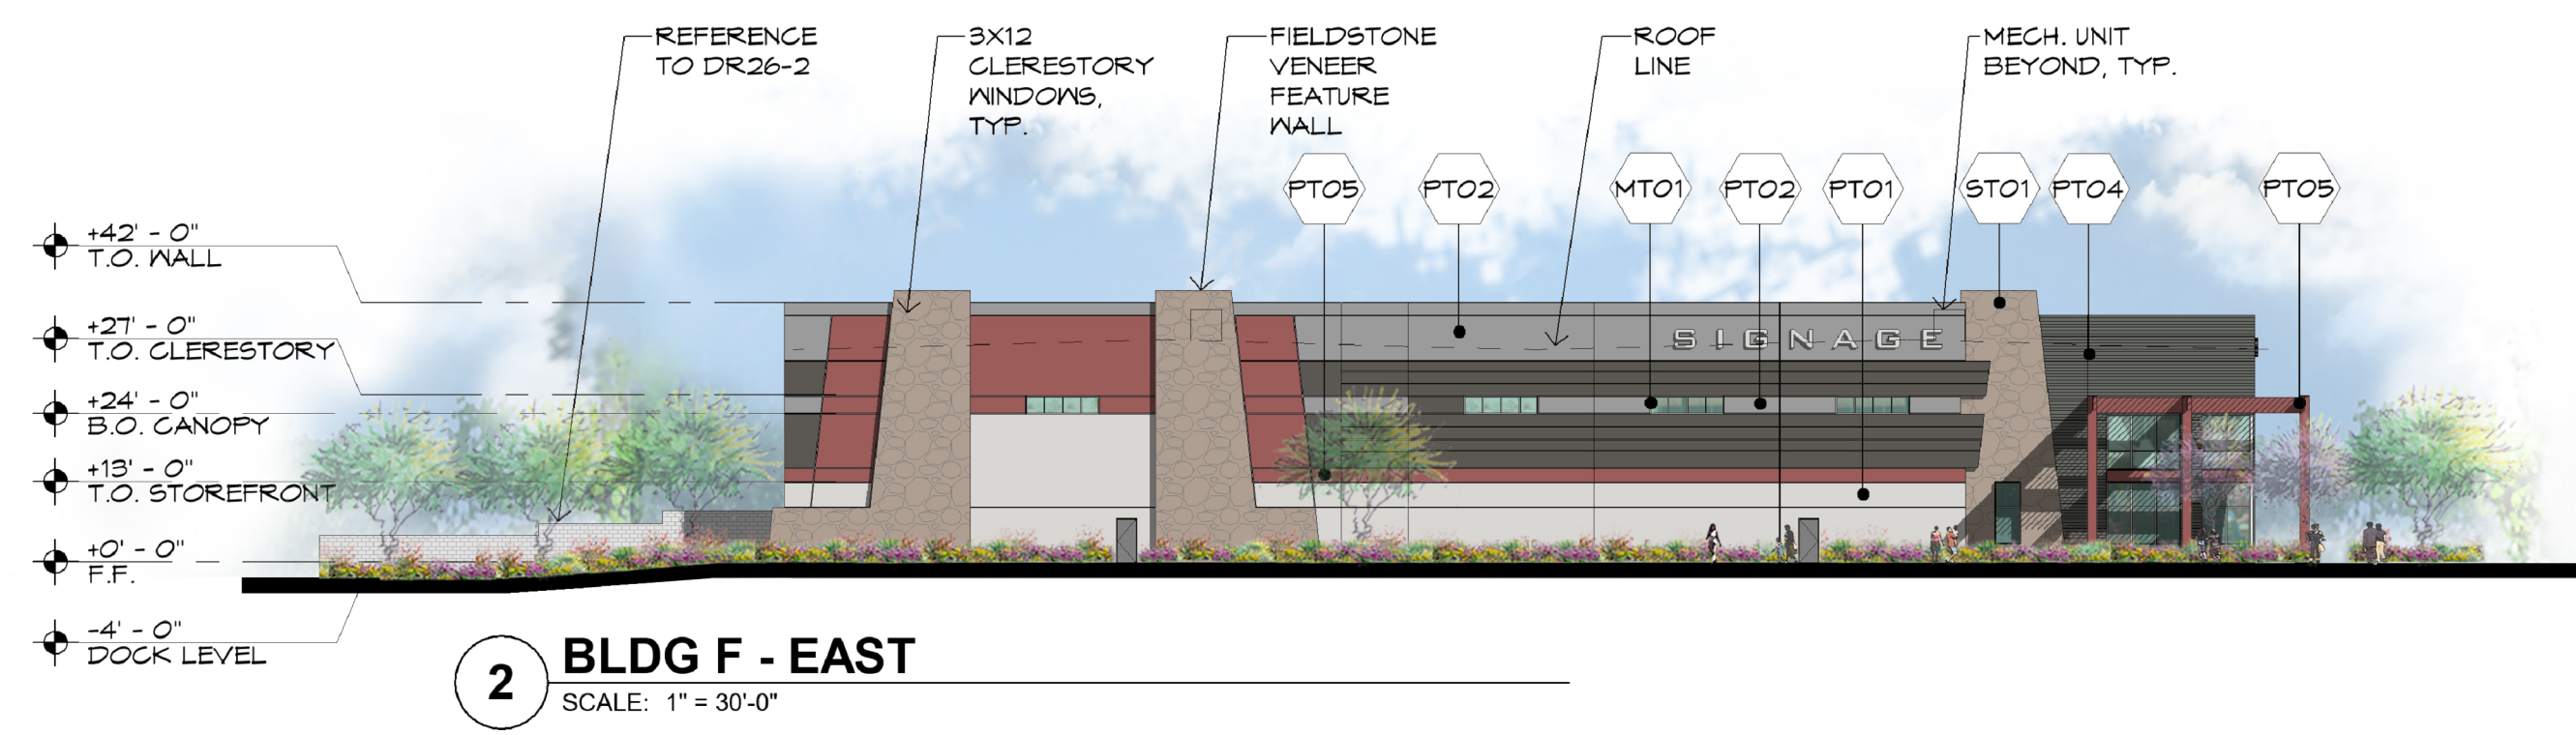 REFERENCE
TO DR26-2
3X12
CLERESTORY
WINDOWS,
TYP.
FIELDSTONE
VENEER
FEATURE
WALL
ROOF
LINE
MECH. UNIT
BEYOND, TYP.
PT05
PT02
MT01
PT02
PT01
ST01
PT04
PT05
+42' - 0"
T.O. WALL
+27' - 0"
T.O. CLERESTORY
+24' - 0"
B.O. CANOPY
+13' - 0"
T.O. STOREFRONT
+0' - 0"
F.F.
-4' - 0"
DOCK LEVEL
SIGNAGE
2
BLDG F - EAST
SCALE: 1" = 30'-0"